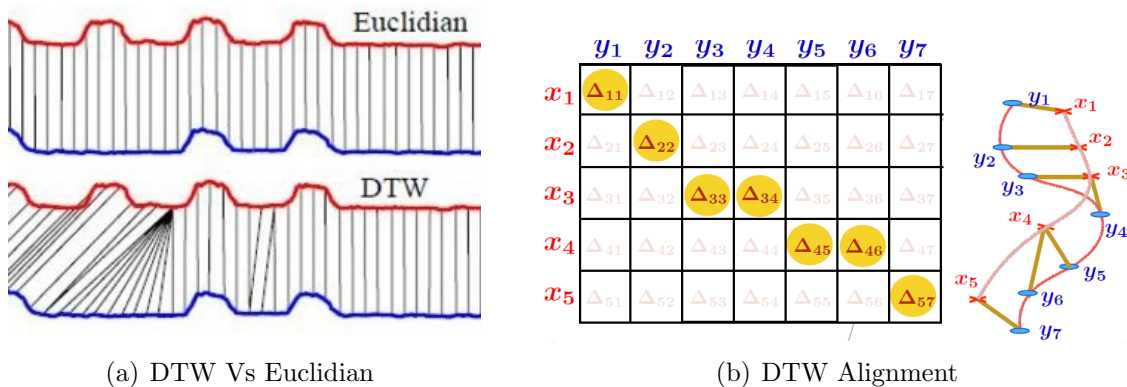 Euclidian
DTW
y1 y2 y3 y4 y5 y6 y7
x1 Δ11 Δ12 Δ13 Δ14 Δ15 Δ16 Δ17
x2 Δ21 Δ22 Δ23 Δ24 Δ25 Δ26 Δ27
x3 Δ31 Δ32 Δ33 Δ34 Δ35 Δ36 Δ37
x4 Δ41 Δ42 Δ43 Δ44 Δ45 Δ46 Δ47
x5 Δ51 Δ52 Δ53 Δ54 Δ55 Δ56 Δ57
y1 x1
x2
y2
x3
y3
x4
y4
y5
x5
y6
y7
(a) DTW Vs Euclidian
(b) DTW Alignment